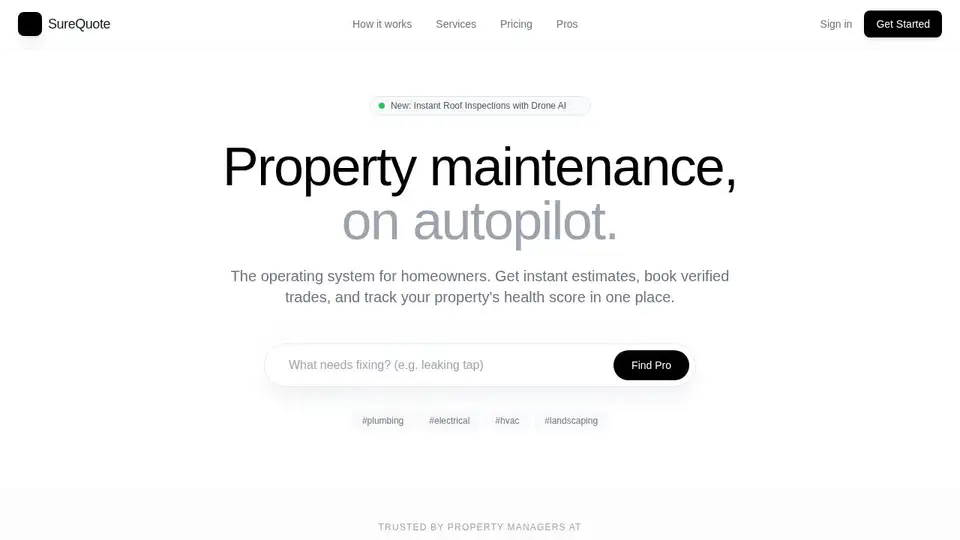 SureQuote
How it works
Services
Pricing
Pros
Sign in
Get Started
New: Instant Roof Inspections with Drone AI
Property maintenance,
on autopilot.
The operating system for homeowners. Get instant estimates, book verified
trades, and track your property's health score in one place.
What needs fixing? (e.g. leaking tap)
Find Pro
#plumbing
#electrical
#hvac
#landscaping
TRUSTED BY PROPERTY MANAGERS AT